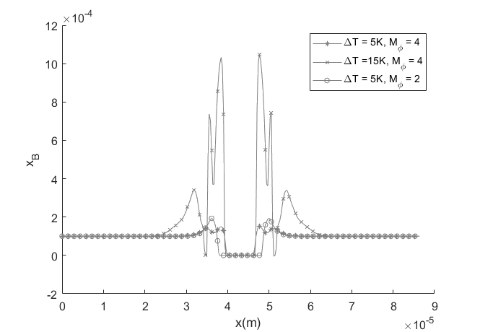 ×10⁻⁴
12
10
8
6
4
2
0
-2
x_B
ΔT = 5K, M_ϕ = 4
ΔT =15K, M_ϕ = 4
ΔT = 5K, M_ϕ = 2
0 1 2 3 4 5 6 7 8 9
x(m)
×10⁻⁵